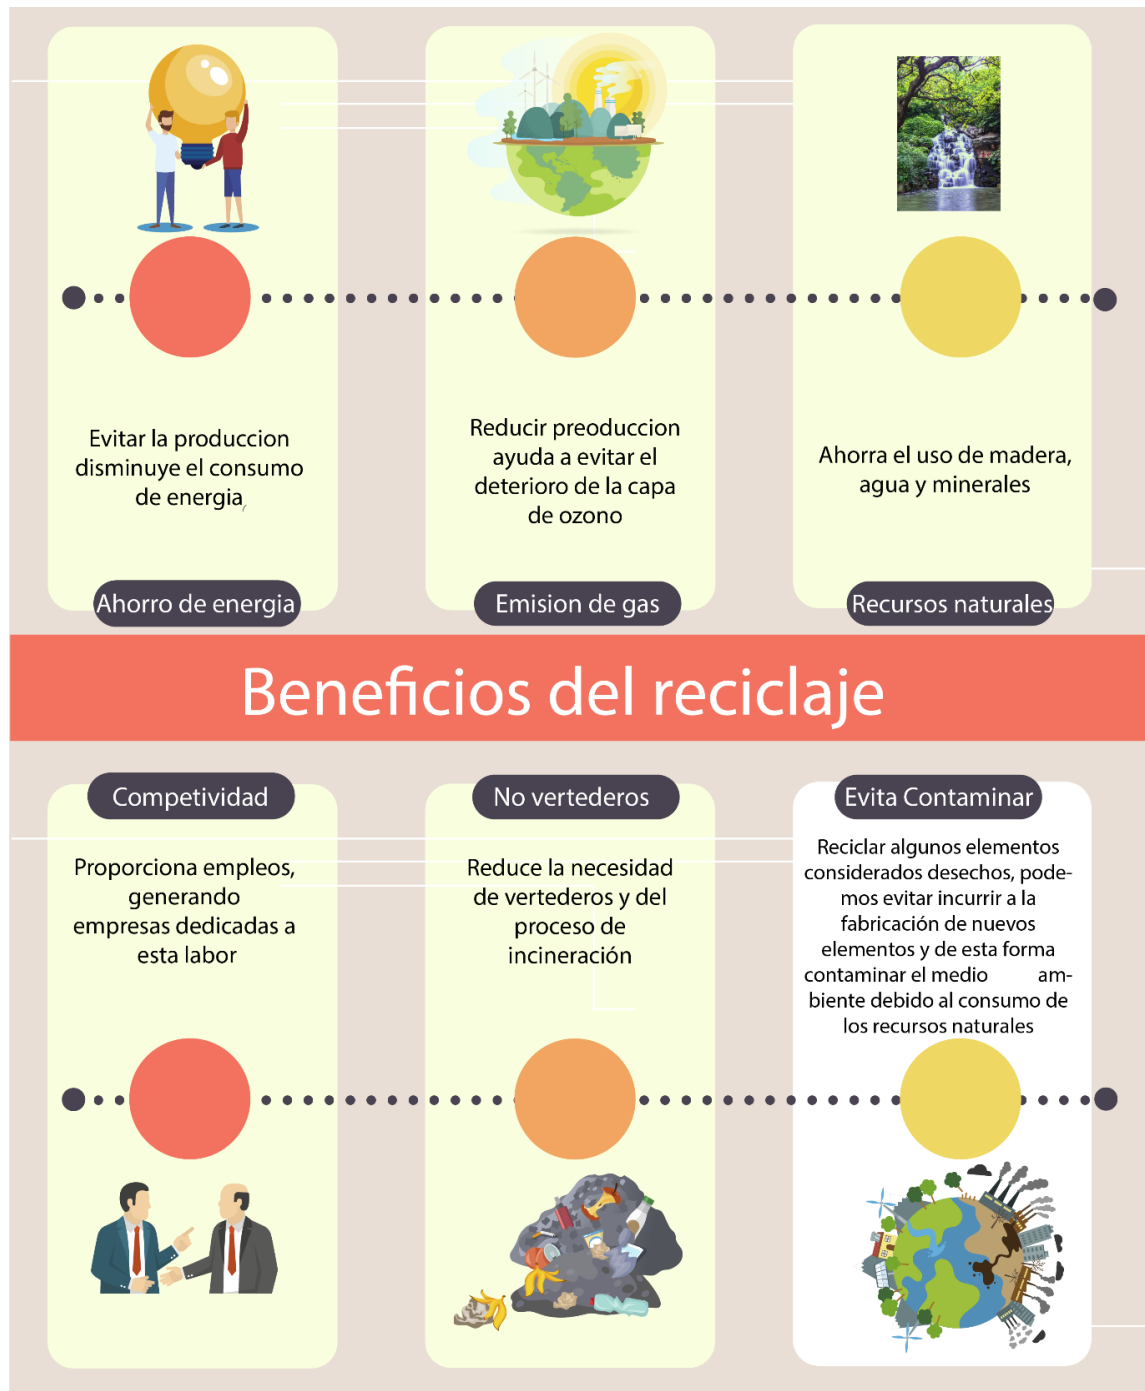 Evitar la produccion
disminuye el consumo
de energia,
Reducir preoduccion
ayuda a evitar el
deterioro de la capa
de ozono
Ahorra el uso de madera,
agua y minerales
Ahorro de energia
Emision de gas
Recursos naturales
Beneficios del reciclaje
Competividad
Proporciona empleos,
generando
empresas dedicadas a
esta labor
No vertederos
Reduce la necesidad
de vertederos y del
proceso de
incineración
Evita Contaminar
Reciclar algunos elementos
considerados desechos, pode-
mos evitar incurrir a la
fabricación de nuevos
elementos y de esta forma
contaminar el medio am-
biente debido al consumo de
los recursos naturales